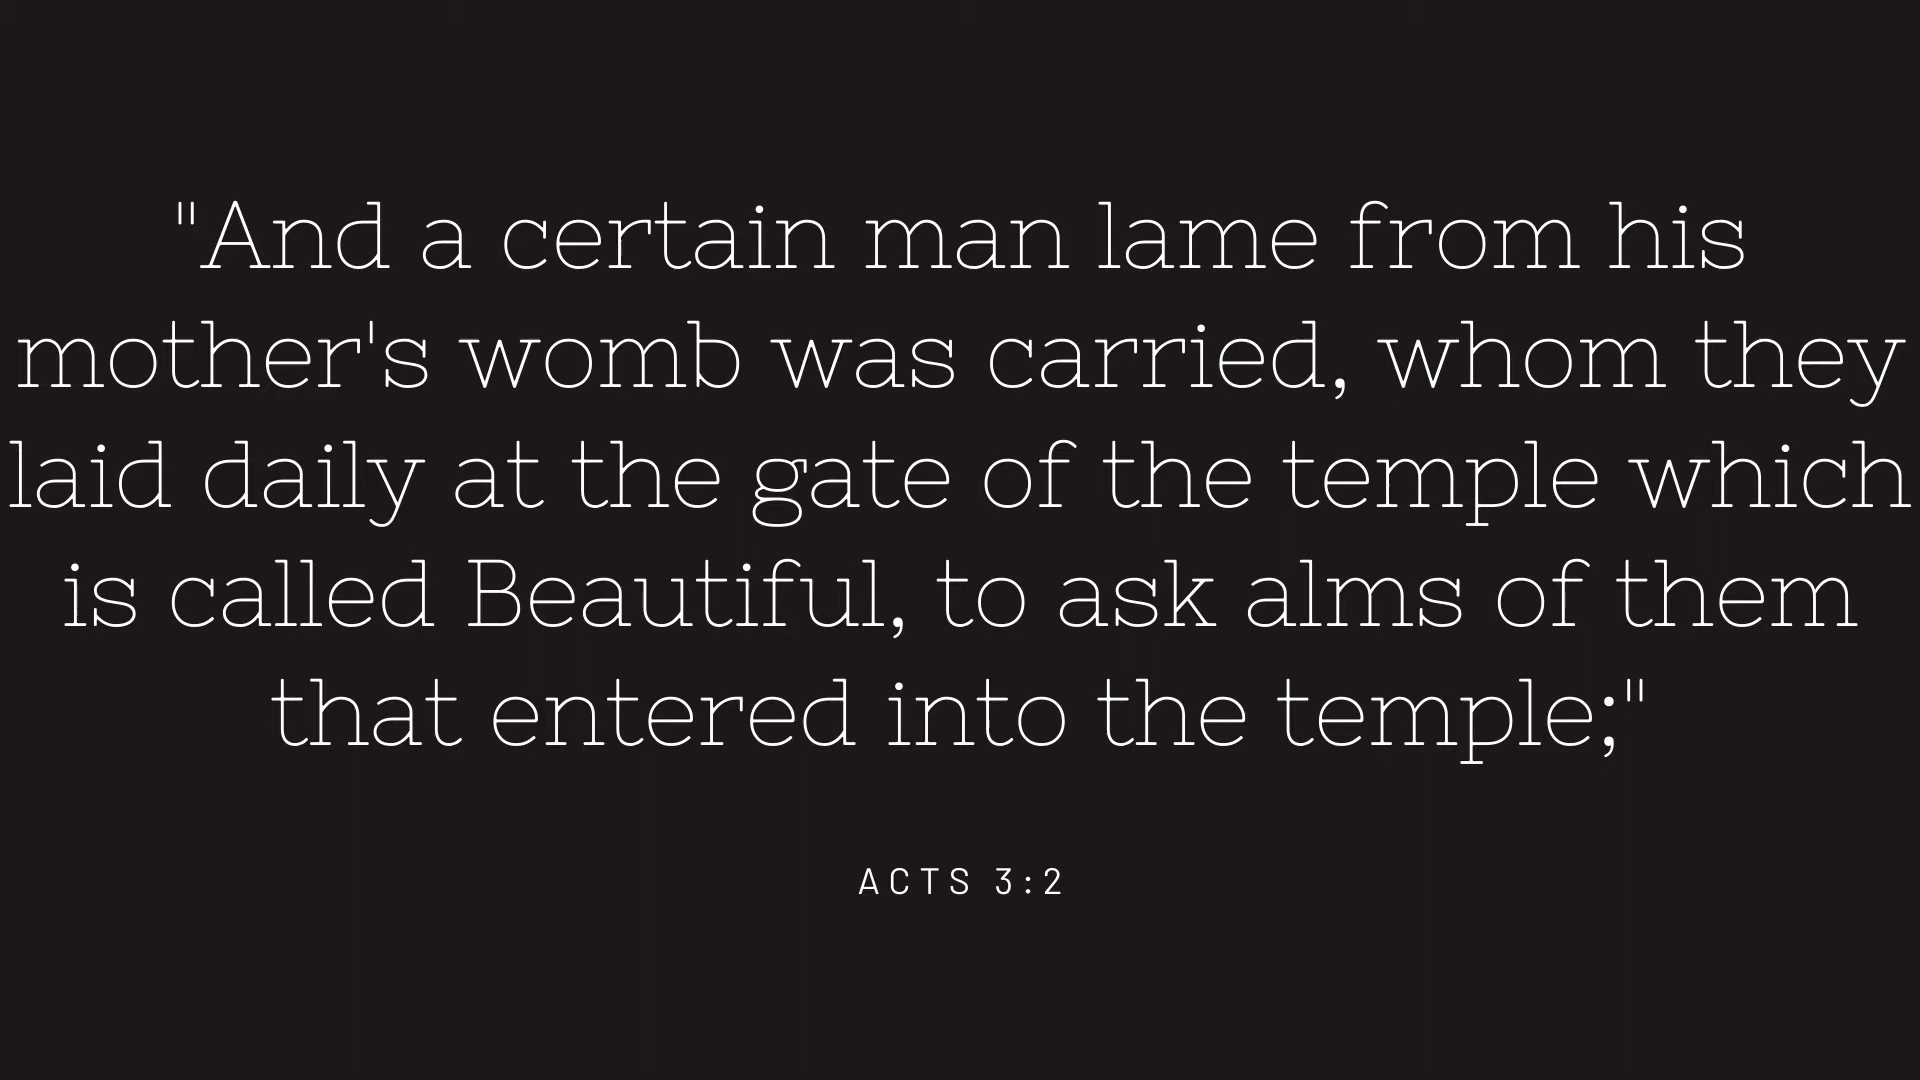 "And a certain man lame from his
mother's womb was carried, whom they
laid daily at the gate of the temple which
is called Beautiful, to ask alms of them
that entered into the temple;"
ACTS 3:2